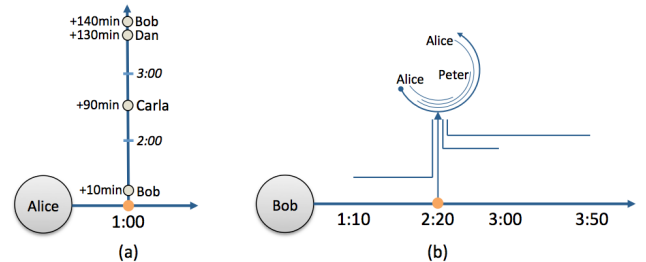 +140min Bob
+130min Dan
3:00
+90min Carla
2:00
+10min Bob
Alice
1:00
(a)
Alice
Alice Peter
Bob
1:10 2:20 3:00 3:50
(b)